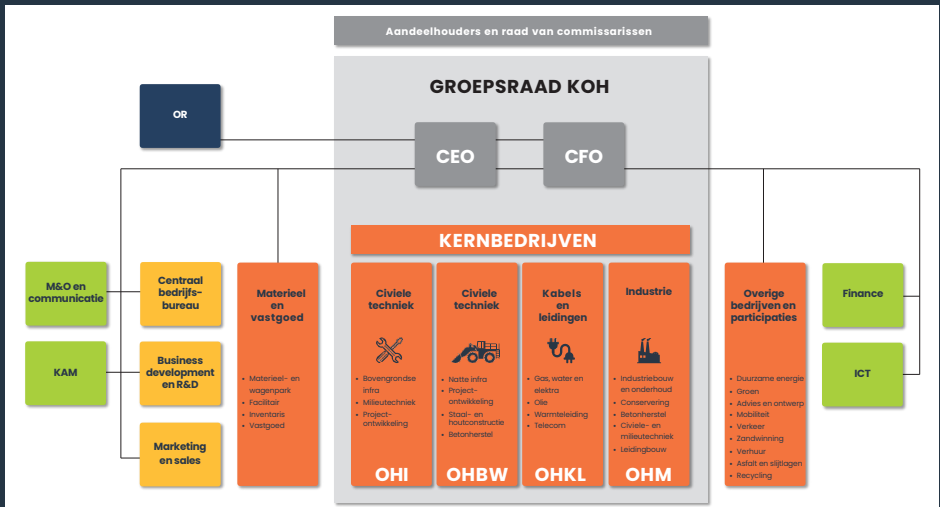 Aandeelhouders en raad van commissarissen
GROEPSRAAD KOH
OR
CEO
CFO
KERNBEDRIJVEN
M&O en
communicatie
KAM
Centraal
bedrijfs-
bureau
Business
development
en R&D
Marketing
en sales
Materieel
en
vastgoed
• Materieel- en
wagenpark
• Facilitair
• Inventaris
• Vastgoed
Civiele
techniek
• Bovengrondse
infra
• Milieutechniek
• Project-
ontwikkeling
OHI
Civiele
techniek
• Natte infra
• Project-
ontwikkeling
• Staal- en
houtconstructie
• Betonherstel
OHBW
Kabels
en
leidingen
• Gas, water en
elektra
• Olie
• Warmteleiding
• Telecom
OHKL
Industrie
• Industriebouw
en onderhoud
• Conservering
• Betonherstel
• Civiele- en
milieutechniek
• Leidingbouw
OHM
Overige
bedrijven en
participaties
• Duurzame energie
• Groen
• Advies en ontwerp
• Mobiliteit
• Verkeer
• Zandwinning
• Verhuur
• Asfalt en slijtlagen
• Recycling
Finance
ICT